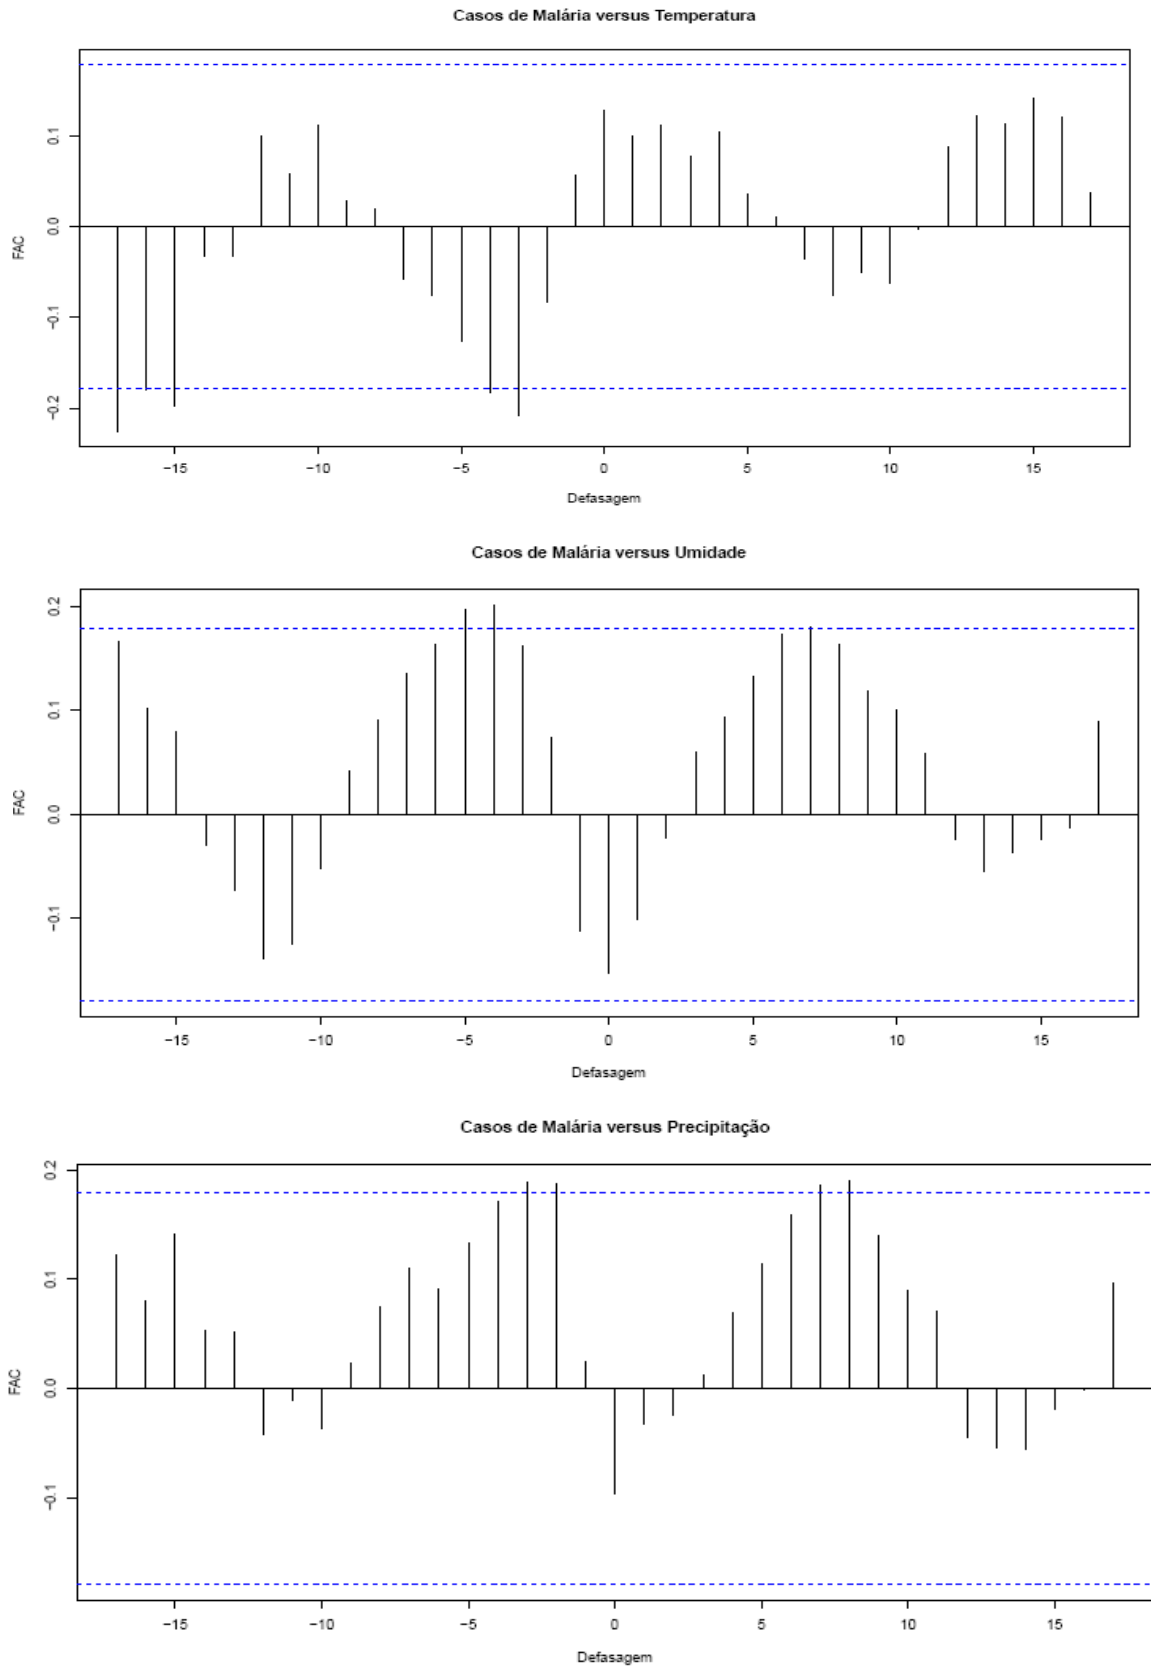 Casos de Malária versus Temperatura
FAC
0.1
0.0
−0.1
−0.2
−15 −10 −5 0 5 10 15
Defasagem
Casos de Malária versus Umidade
FAC
0.2
0.1
0.0
−0.1
−15 −10 −5 0 5 10 15
Defasagem
Casos de Malária versus Precipitação
FAC
0.2
0.1
0.0
−0.1
−15 −10 −5 0 5 10 15
Defasagem